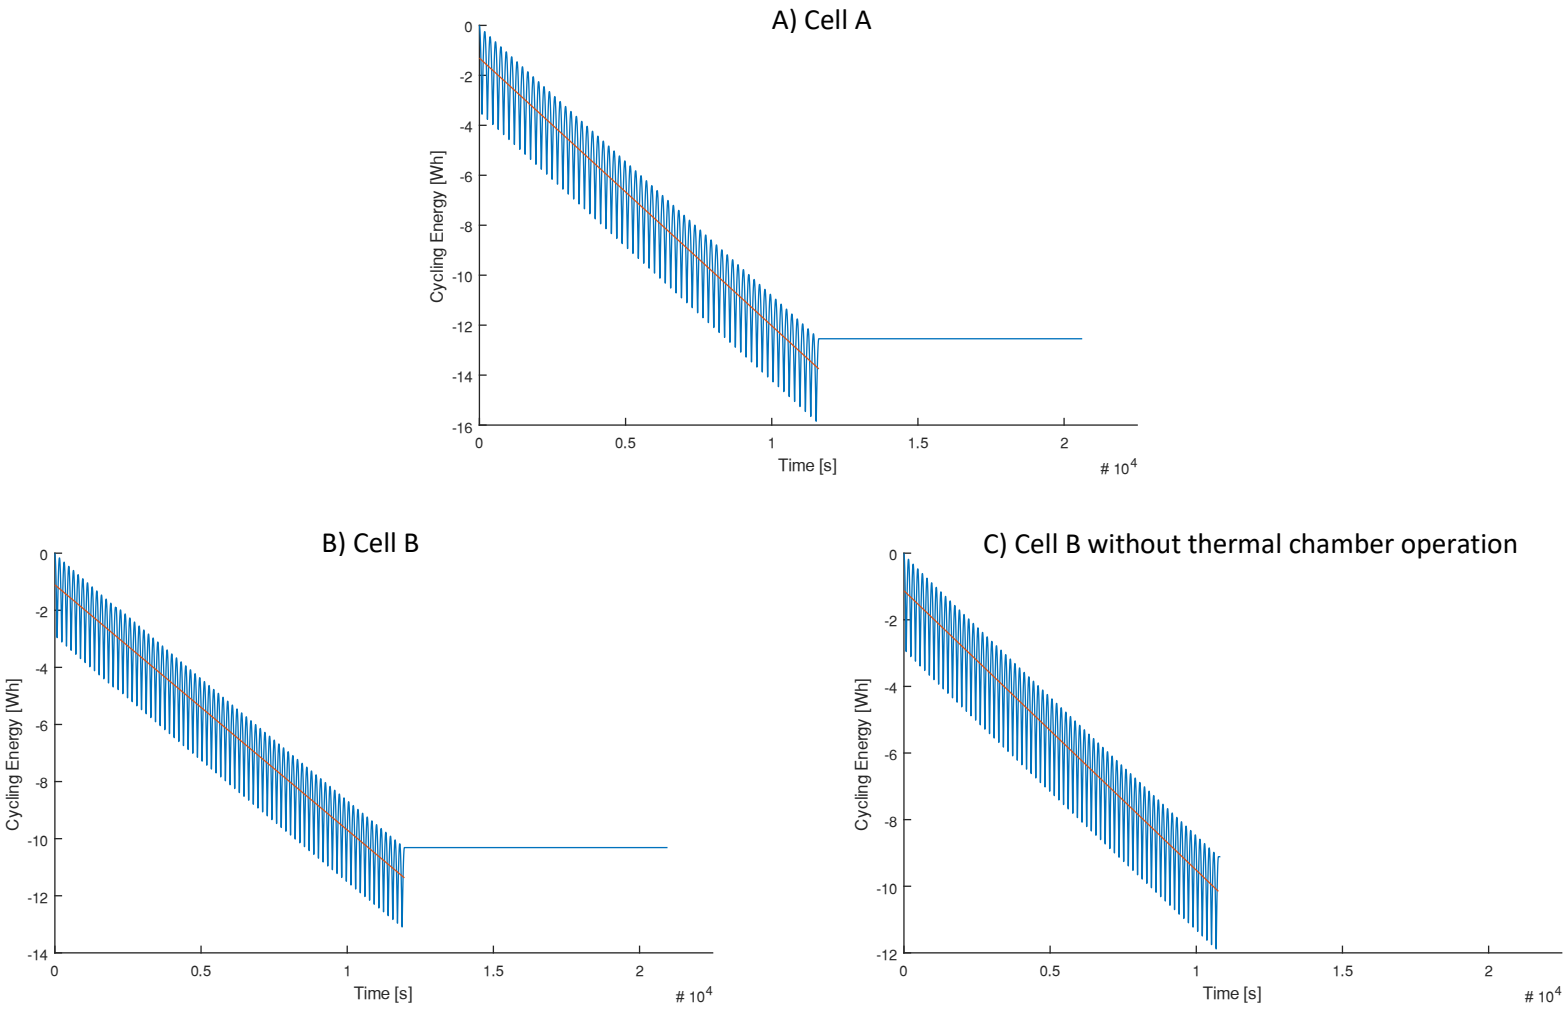 A) Cell A
0
-2
-4
-6
-8
-10
-12
-14
-16
Cycling Energy [Wh]
0 0.5 1 1.5 2
Time [s]
# 10^4
B) Cell B
0
-2
-4
-6
-8
-10
-12
-14
Cycling Energy [Wh]
0 0.5 1 1.5 2
Time [s]
# 10^4
C) Cell B without thermal chamber operation
0
-2
-4
-6
-8
-10
-12
Cycling Energy [Wh]
0 0.5 1 1.5 2
Time [s]
# 10^4